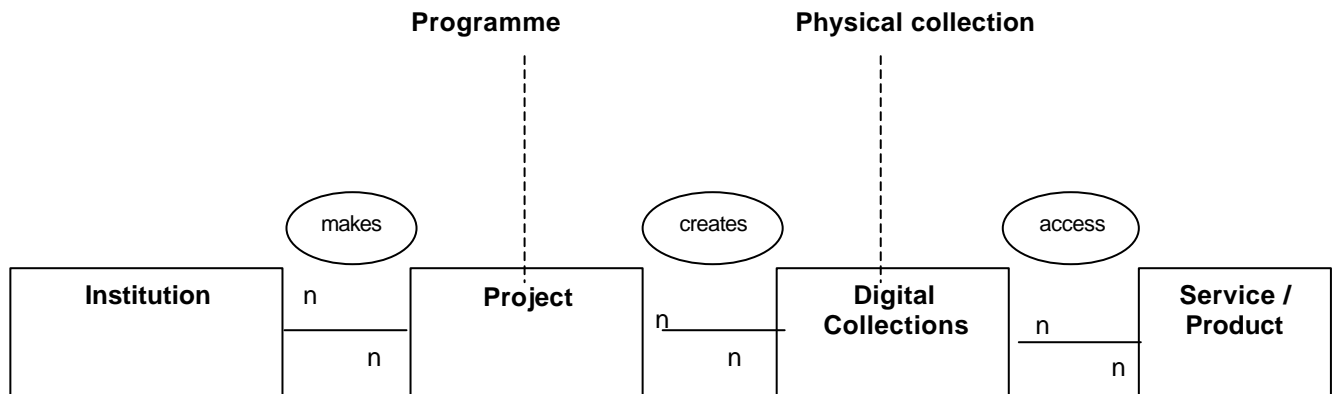 Programme
Physical collection
makes
creates
access
Institution
n
n
Project
n
n
Digital
Collections
n
n
Service /
Product